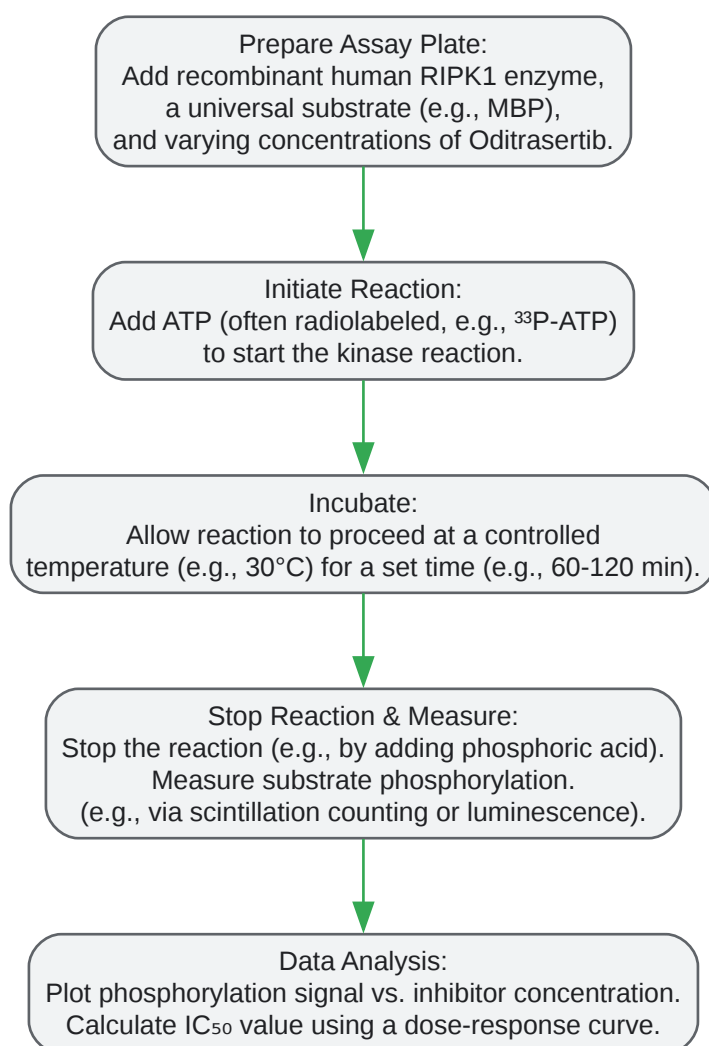 Prepare Assay Plate:
Add recombinant human RIPK1 enzyme,
a universal substrate (e.g., MBP),
and varying concentrations of Oditrasertib.
Initiate Reaction:
Add ATP (often radiolabeled, e.g., ³³P-ATP)
to start the kinase reaction.
Incubate:
Allow reaction to proceed at a controlled
temperature (e.g., 30°C) for a set time (e.g., 60-120 min).
Stop Reaction & Measure:
Stop the reaction (e.g., by adding phosphoric acid).
Measure substrate phosphorylation.
(e.g., via scintillation counting or luminescence).
Data Analysis:
Plot phosphorylation signal vs. inhibitor concentration.
Calculate IC₅₀ value using a dose-response curve.